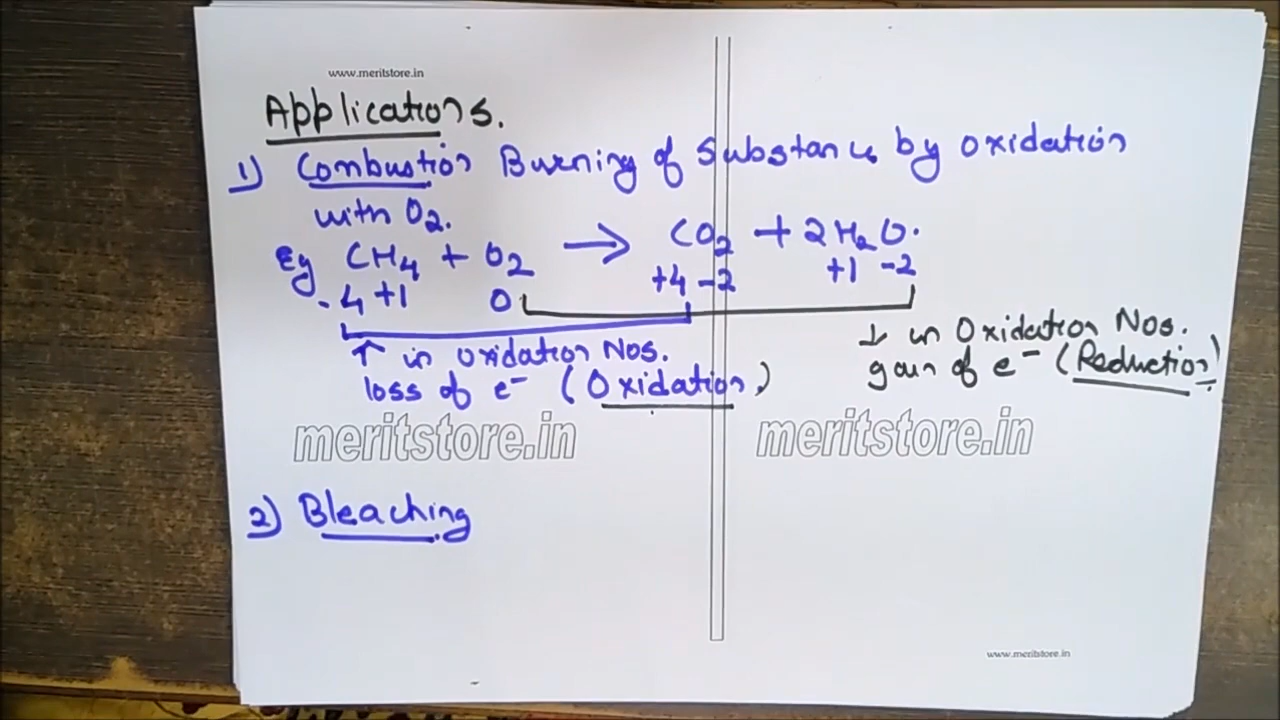 www.meritstore.in
Applications.
1) Combustion Burning of Substance by oxidation
with O2.
Eg CH4 + O2 → CO2 + 2H2O.
-4 +1 0 +4 -2 +1 -2
↑ in oxidation Nos.
loss of e⁻ (Oxidation)
↓ in Oxidation Nos.
gain of e⁻ (Reduction)
meritstore.in meritstore.in
2) Bleaching
www.meritstore.in